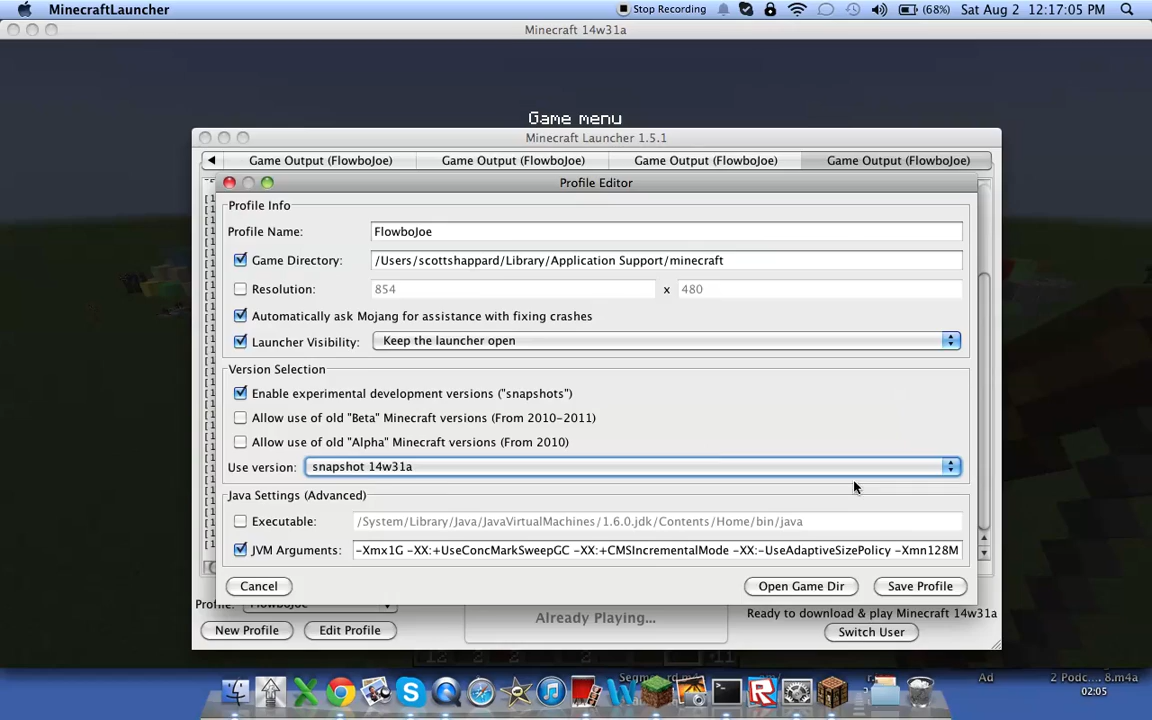 MinecraftLauncher
Stop Recording
(68%)
Sat Aug 2 12:17:05 PM
Minecraft 14w31a
Game menu
Minecraft Launcher 1.5.1
Game Output (FlowboJoe)
Game Output (FlowboJoe)
Game Output (FlowboJoe)
Game Output (FlowboJoe)
Profile Editor
Profile Info
Profile Name: FlowboJoe
Game Directory: /Users/scottshappard/Library/Application Support/minecraft
Resolution: 854 x 480
Automatically ask Mojang for assistance with fixing crashes
Launcher Visibility: Keep the launcher open
Version Selection
Enable experimental development versions ("snapshots")
Allow use of old "Beta" Minecraft versions (From 2010-2011)
Allow use of old "Alpha" Minecraft versions (From 2010)
Use version: snapshot 14w31a
Java Settings (Advanced)
Executable: /System/Library/Java/JavaVirtualMachines/1.6.0.jdk/Contents/Home/bin/java
JVM Arguments: -Xmx1G -XX:+UseConcMarkSweepGC -XX:+CMSIncrementalMode -XX:-UseAdaptiveSizePolicy -Xmn128M
Cancel
Open Game Dir
Save Profile
Profile: FlowboJoe
Already Playing...
Ready to download & play Minecraft 14w31a
New Profile
Edit Profile
Switch User
Ad
2 Podc... 8.m4a
02:05